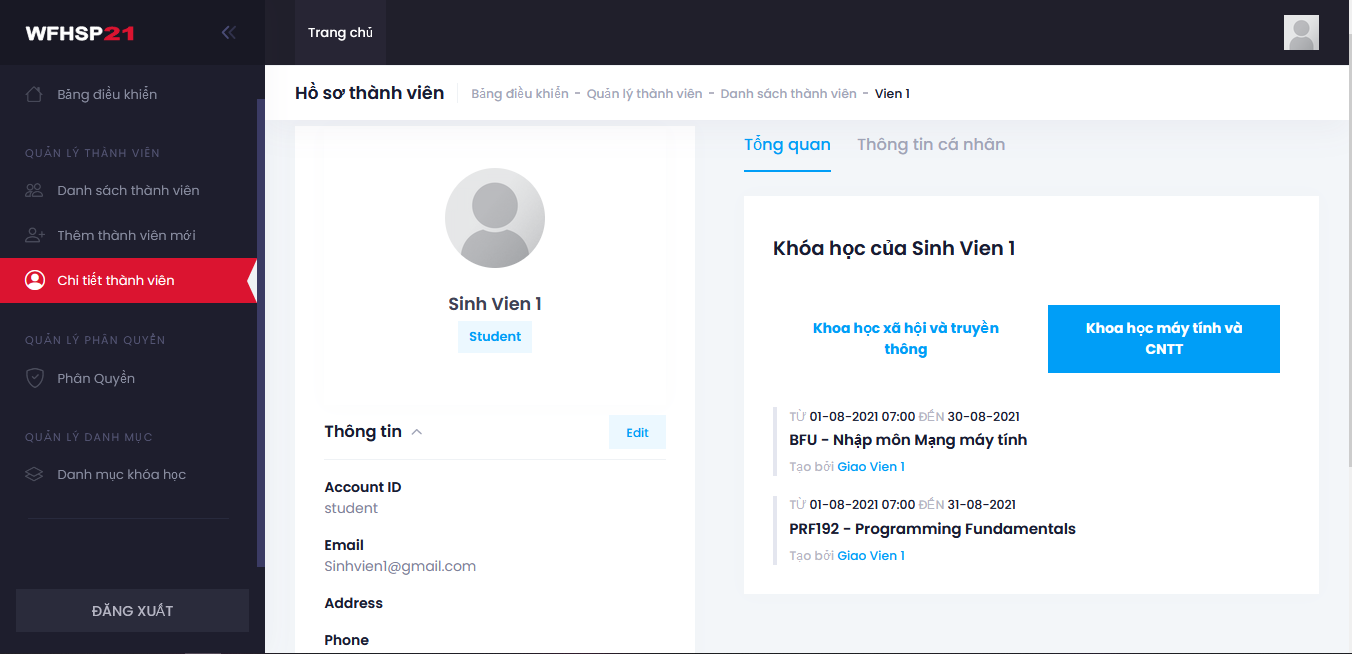 WFHSP21
Trang chủ
Bảng điều khiển
QUẢN LÝ THÀNH VIÊN
Danh sách thành viên
Thêm thành viên mới
Chi tiết thành viên
QUẢN LÝ PHÂN QUYỀN
Phân Quyền
QUẢN LÝ DANH MỤC
Danh mục khóa học
ĐĂNG XUẤT
Hồ sơ thành viên
Bảng điều khiển - Quản lý thành viên - Danh sách thành viên - Vien 1
Sinh Vien 1
Student
Thông tin
Edit
Account ID
student
Email
Sinhvien1@gmail.com
Address
Phone
Tổng quan
Thông tin cá nhân
Khóa học của Sinh Vien 1
Khoa học xã hội và truyền
thông
Khoa học máy tính và
CNTT
TỪ 01-08-2021 07:00 ĐẾN 30-08-2021
BFU - Nhập môn Mạng máy tính
Tạo bởi Giao Vien 1
TỪ 01-08-2021 07:00 ĐẾN 31-08-2021
PRF192 - Programming Fundamentals
Tạo bởi Giao Vien 1